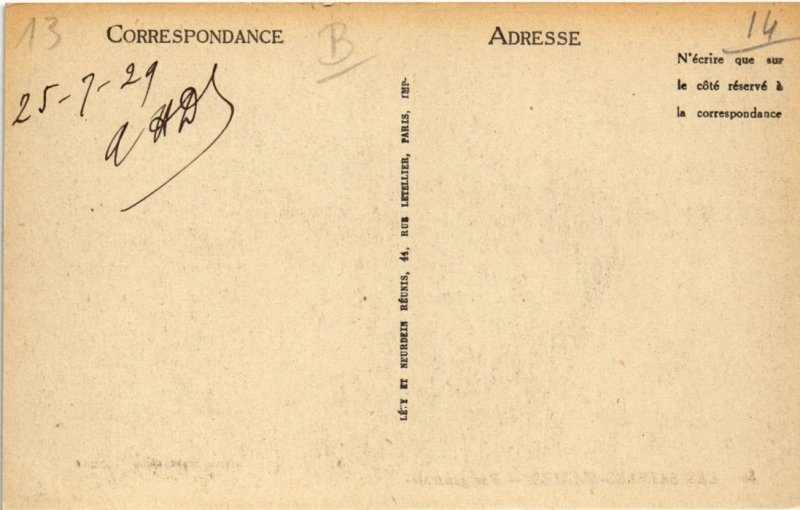 13
CORRESPONDANCE
B
ADRESSE
14
N'écrire que sur
le côté réservé à
la correspondance
25-7-29
LÉVY ET NEURDEIN RÉUNIS, 44, RUE LETELLIER, PARIS, IMP.